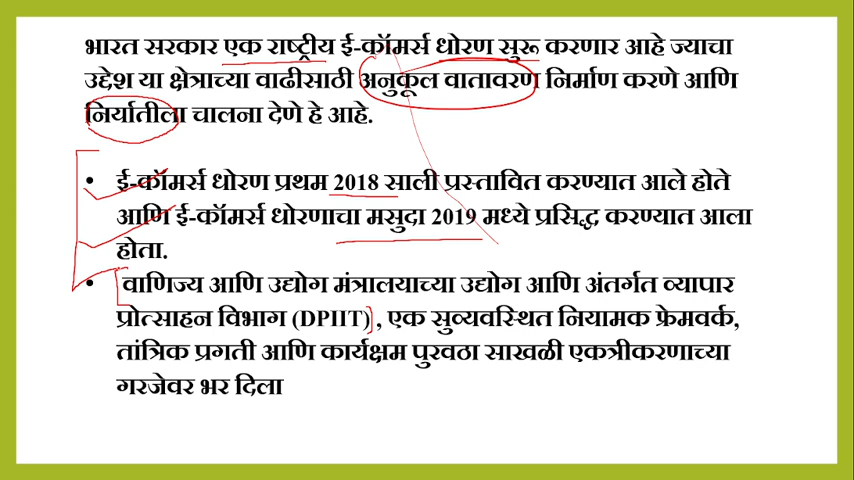 भारत सरकार एक राष्ट्रीय ई-कॉमर्स धोरण सुरू करणार आहे ज्याचा
उद्देश या क्षेत्राच्या वाढीसाठी अनुकूल वातावरण निर्माण करणे आणि
निर्यातीला चालना देणे हे आहे.
• ई-कॉमर्स धोरण प्रथम 2018 साली प्रस्तावित करण्यात आले होते
आणि ई-कॉमर्स धोरणाचा मसुदा 2019 मध्ये प्रसिद्ध करण्यात आला
होता.
• वाणिज्य आणि उद्योग मंत्रालयाच्या उद्योग आणि अंतर्गत व्यापार
प्रोत्साहन विभाग (DPIIT) , एक सुव्यवस्थित नियामक फ्रेमवर्क,
तांत्रिक प्रगती आणि कार्यक्षम पुरवठा साखळी एकत्रीकरणाच्या
गरजेवर भर दिला